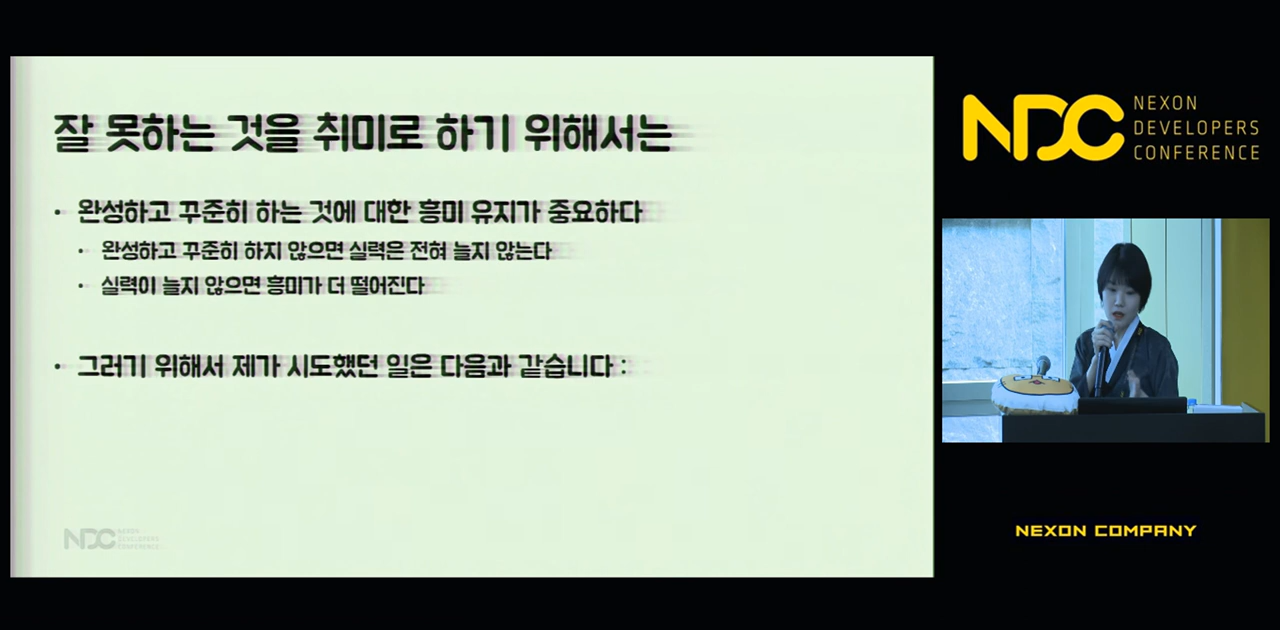 잘 못하는 것을 취미로 하기 위해서는
• 완성하고 꾸준히 하는 것에 대한 흥미 유지가 중요하다
• 완성하고 꾸준히 하지 않으면 실력은 전혀 늘지 않는다
• 실력이 늘지 않으면 흥미가 더 떨어진다
• 그러기 위해서 제가 시도했던 일은 다음과 같습니다 :
NDC NEXON DEVELOPERS CONFERENCE
NDC
NEXON
DEVELOPERS
CONFERENCE
NEXON COMPANY